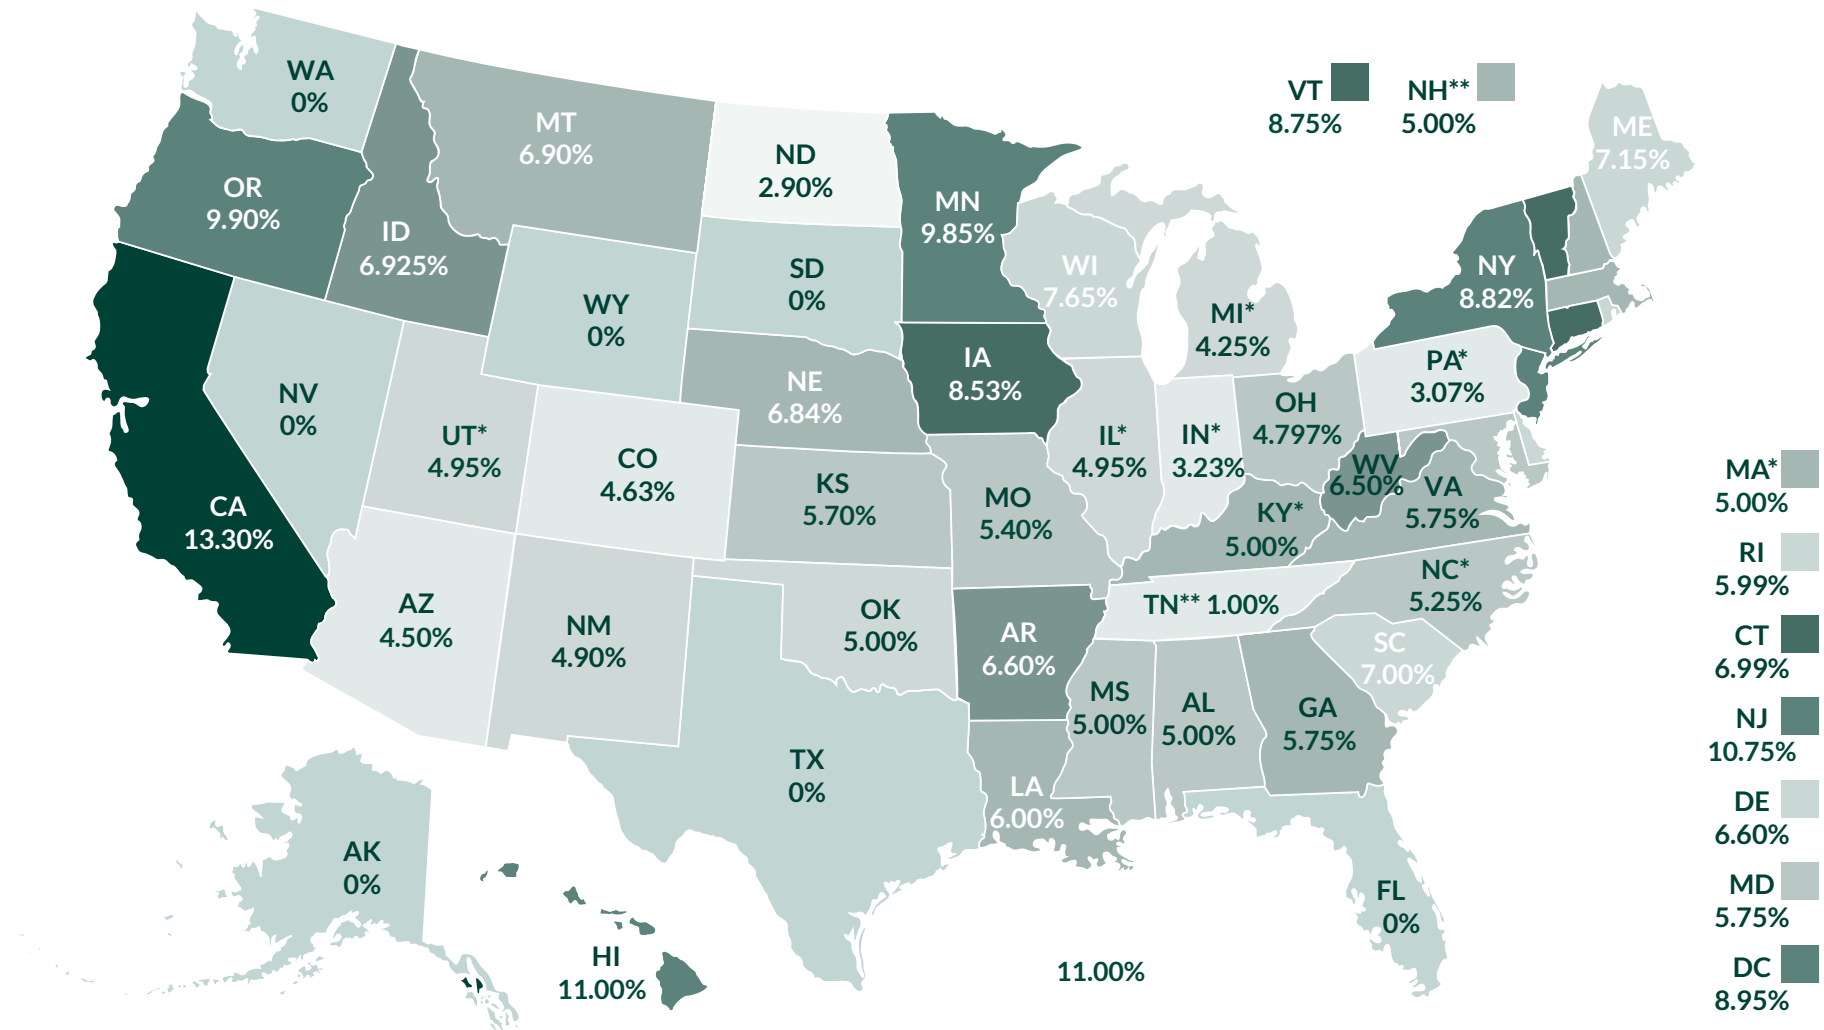 WA
0%
VT
8.75%
NH**
5.00%
MT
6.90%
ME
7.15%
ND
2.90%
OR
9.90%
MN
9.85%
ID
6.925%
SD
0%
WI
7.65%
NY
8.82%
WY
0%
MI*
4.25%
IA
8.53%
PA*
3.07%
NV
0%
NE
6.84%
OH
4.797%
UT*
4.95%
CO
4.63%
IL*
4.95%
IN*
3.23%
WV
6.50%
MA*
5.00%
KS
5.70%
MO
5.40%
VA
5.75%
CA
13.30%
KY*
5.00%
RI
5.99%
NC*
5.25%
AZ
4.50%
NM
4.90%
OK
5.00%
TN** 1.00%
AR
6.60%
SC
7.00%
CT
6.99%
MS
5.00%
AL
5.00%
GA
5.75%
NJ
10.75%
TX
0%
LA
6.00%
DE
6.60%
AK
0%
FL
0%
MD
5.75%
HI
11.00%
11.00%
DC
8.95%